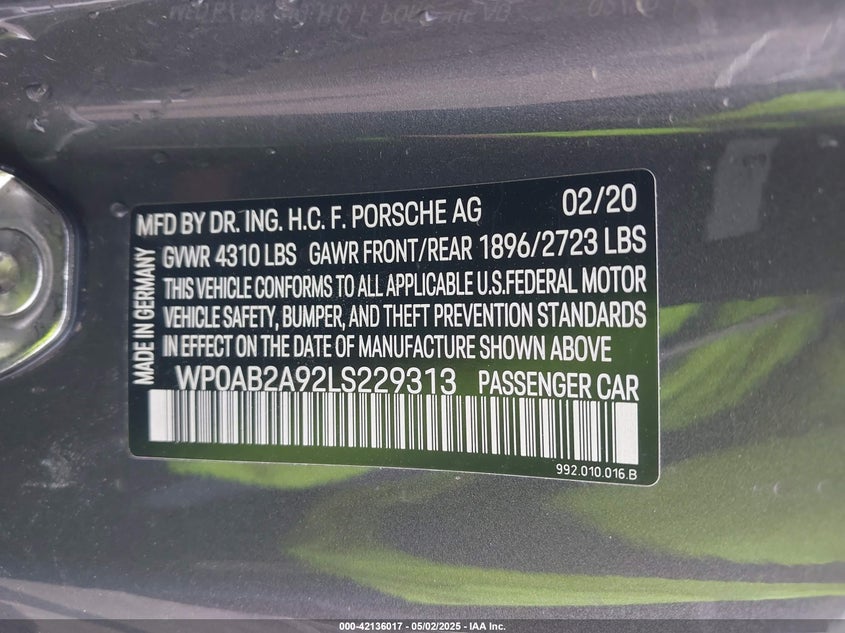 MFD BY DR. ING. H.C. F. PORSCHE AG 02/20
GVWR 4310 LBS GAWR FRONT/REAR 1896/2723 LBS
THIS VEHICLE CONFORMS TO ALL APPLICABLE U.S.FEDERAL MOTOR
VEHICLE SAFETY, BUMPER, AND THEFT PREVENTION STANDARDS
IN EFFECT ON THE DATE OF MANUFACTURE SHOWN ABOVE
MADE IN GERMANY
WP0AB2A92LS229313 PASSENGER CAR
992.010.016.B
000-42136017 - 05/02/2025 - IAA Inc.